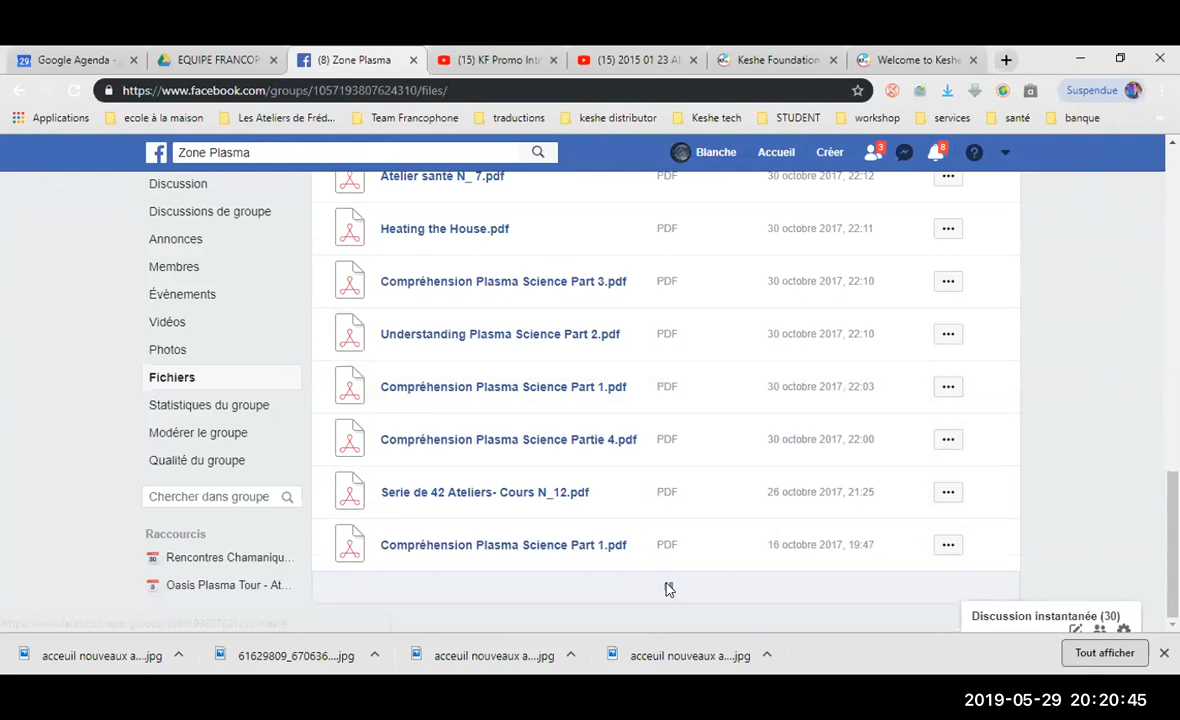 29 Google Agenda - EQUIPE FRANCOP (8) Zone Plasma (15) KF Promo Intr (15) 2015 01 23 Al Keshe Foundation Welcome to Keshe
https://www.facebook.com/groups/1057193807624310/files/ Suspendue
Applications ecole à la maison Les Ateliers de Fréd... Team Francophone traductions keshe distributor Keshe tech STUDENT workshop services santé banque
Zone Plasma Blanche Accueil Créer 3 8
Discussion
Discussions de groupe
Annonces
Membres
Évènements
Vidéos
Photos
Fichiers
Statistiques du groupe
Modérer le groupe
Qualité du groupe
Chercher dans groupe
Raccourcis
Rencontres Chamaniqu...
Oasis Plasma Tour - At...
Atelier santé N_ 7.pdf PDF 30 octobre 2017, 22:12
Heating the House.pdf PDF 30 octobre 2017, 22:11
Compréhension Plasma Science Part 3.pdf PDF 30 octobre 2017, 22:10
Understanding Plasma Science Part 2.pdf PDF 30 octobre 2017, 22:10
Compréhension Plasma Science Part 1.pdf PDF 30 octobre 2017, 22:03
Compréhension Plasma Science Partie 4.pdf PDF 30 octobre 2017, 22:00
Serie de 42 Ateliers- Cours N_12.pdf PDF 26 octobre 2017, 21:25
Compréhension Plasma Science Part 1.pdf PDF 16 octobre 2017, 19:47
Discussion instantanée (30)
acceuil nouveaux a....jpg 61629809_670636....jpg acceuil nouveaux a....jpg acceuil nouveaux a....jpg Tout afficher
2019-05-29 20:20:45